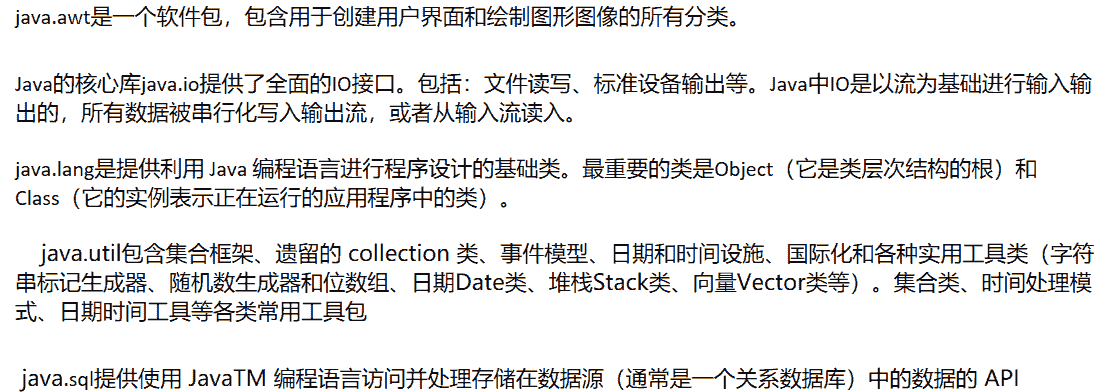 java.awt是一个软件包，包含用于创建用户界面和绘制图形图像的所有分类。
Java的核心库java.io提供了全面的IO接口。包括：文件读写、标准设备输出等。Java中IO是以流为基础进行输入输
出的，所有数据被串行化写入输出流，或者从输入流读入。
java.lang是提供利用 Java 编程语言进行程序设计的基础类。最重要的类是Object（它是类层次结构的根）和
Class（它的实例表示正在运行的应用程序中的类）。
java.util包含集合框架、遗留的 collection 类、事件模型、日期和时间设施、国际化和各种实用工具类（字符
串标记生成器、随机数生成器和位数组、日期Date类、堆栈Stack类、向量Vector类等）。集合类、时间处理模
式、日期时间工具等各类常用工具包
java.sql提供使用 JavaTM 编程语言访问并处理存储在数据源（通常是一个关系数据库）中的数据的 API